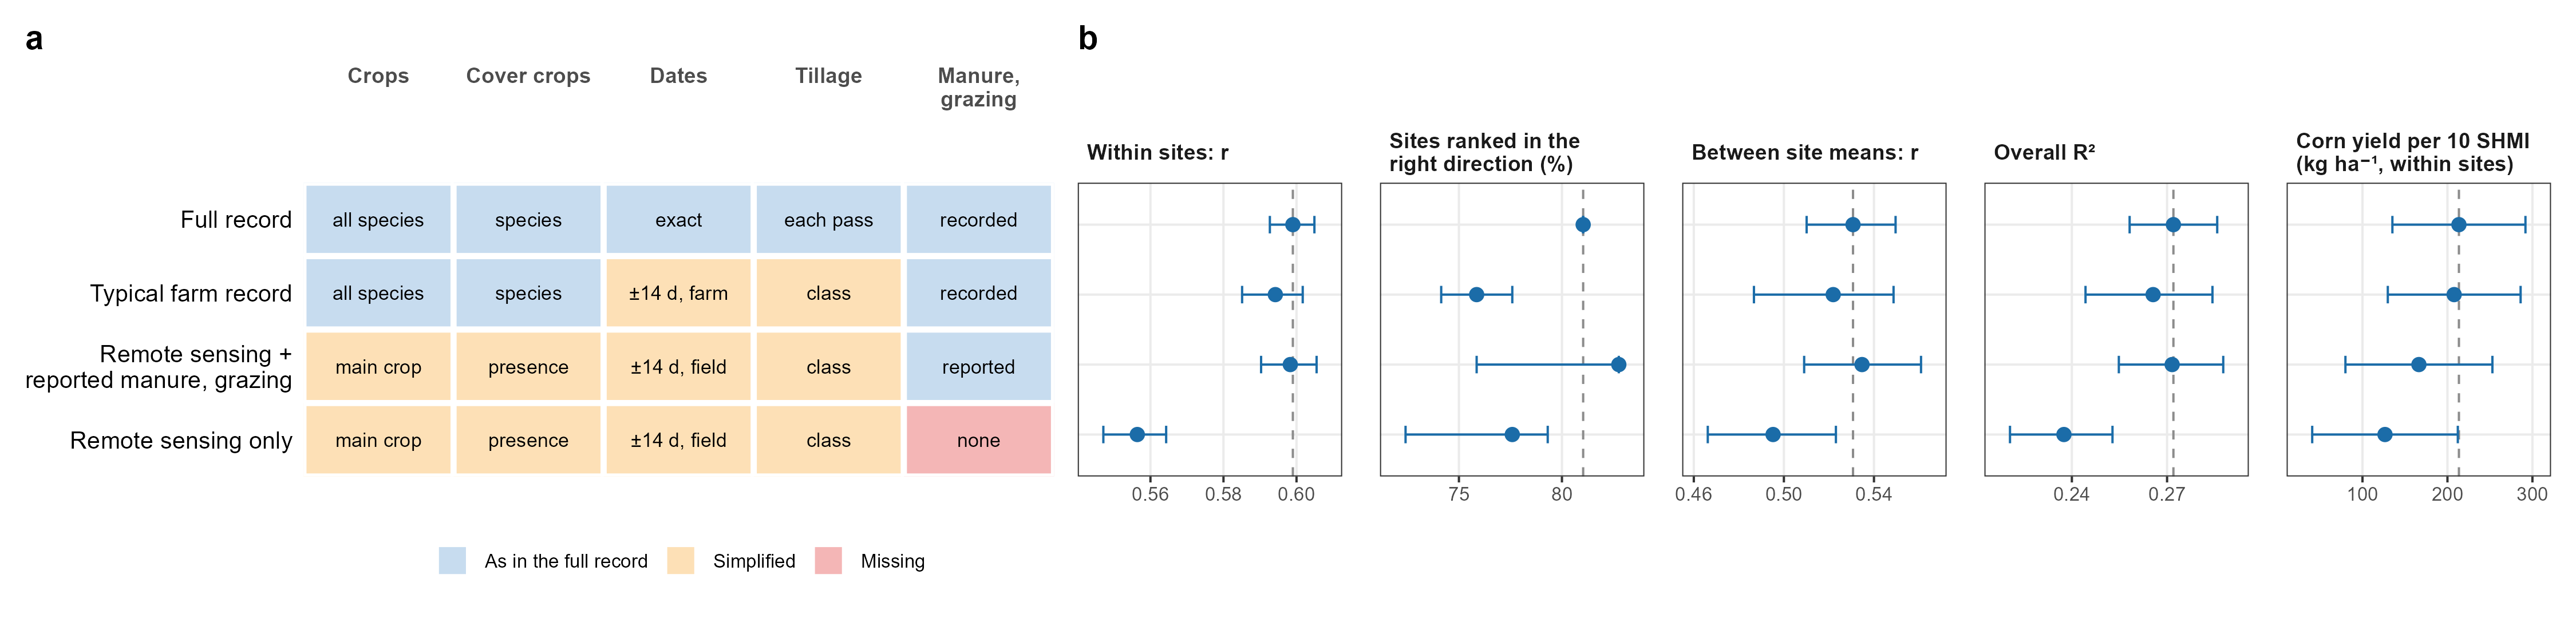 a
Crops
Cover crops
Dates
Tillage
Manure,
grazing
Full record
all species
species
exact
each pass
recorded
Typical farm record
all species
species
±14 d, farm
class
recorded
Remote sensing +
reported manure, grazing
main crop
presence
±14 d, field
class
reported
Remote sensing only
main crop
presence
±14 d, field
class
none
As in the full record
Simplified
Missing
b
Within sites: r
0.56 0.58 0.60
Sites ranked in the
right direction (%)
75 80
Between site means: r
0.46 0.50 0.54
Overall R²
0.24 0.27
Corn yield per 10 SHMI
(kg ha⁻¹, within sites)
100 200 300